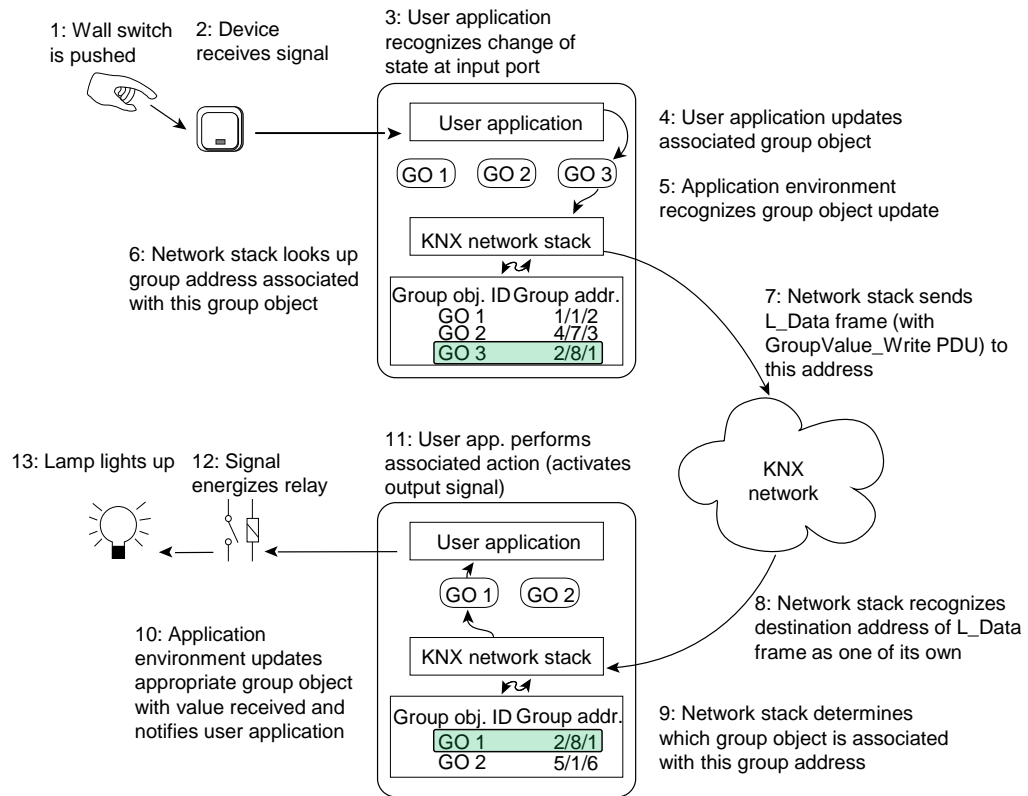 1: Wall switch
is pushed
2: Device
receives signal
3: User application
recognizes change of
state at input port
User application
4: User application updates
associated group object
GO 1
GO 2
GO 3
5: Application environment
recognizes group object update
KNX network stack
6: Network stack looks up
group address associated
with this group object
Group obj. ID Group addr.
GO 1 1/1/2
GO 2 4/7/3
GO 3 2/8/1
7: Network stack sends
L_Data frame (with
GroupValue_Write PDU) to
this address
KNX
network
8: Network stack recognizes
destination address of L_Data
frame as one of its own
9: Network stack determines
which group object is associated
with this group address
KNX network stack
Group obj. ID Group addr.
GO 1 2/8/1
GO 2 5/1/6
10: Application
environment updates
appropriate group object
with value received and
notifies user application
GO 1
GO 2
User application
11: User app. performs
associated action (activates
output signal)
12: Signal
energizes relay
13: Lamp lights up